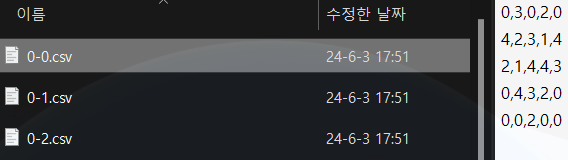 이름 수정한 날짜
0-0.csv 24-6-3 17:51
0-1.csv 24-6-3 17:51
0-2.csv 24-6-3 17:51
0,3,0,2,0
4,2,3,1,4
2,1,4,4,3
0,4,3,2,0
0,0,2,0,0